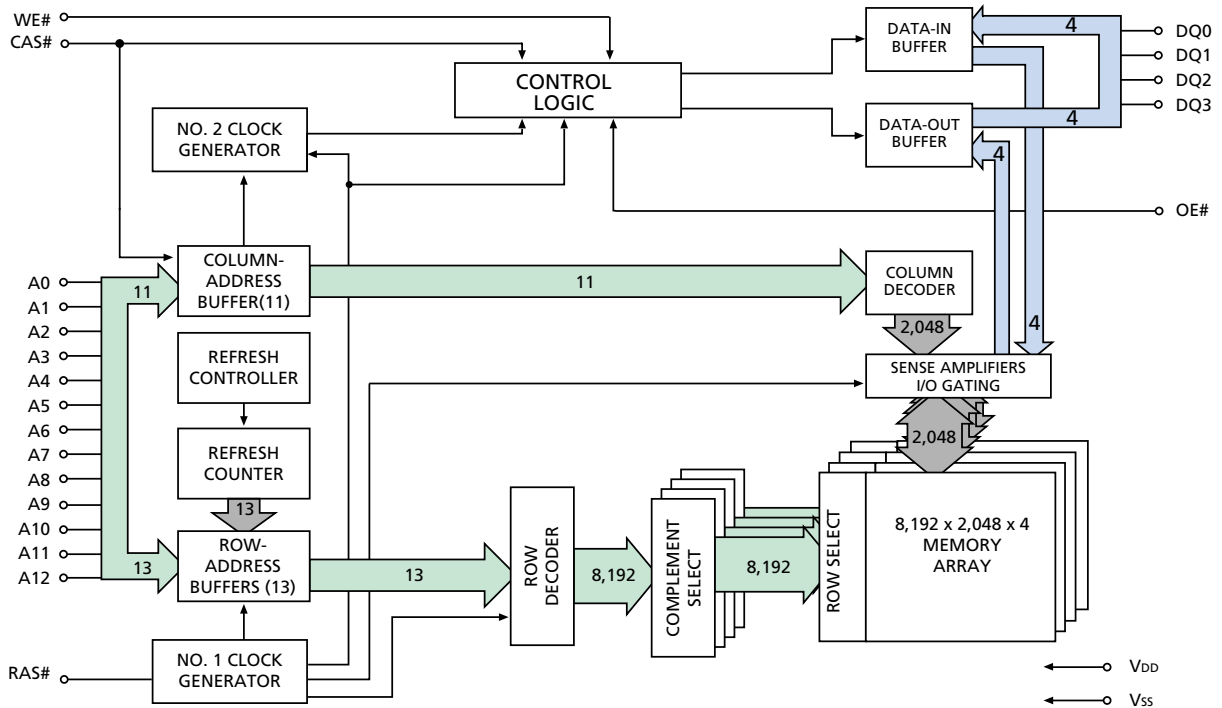 WE#
CAS#
CONTROL
LOGIC
DATA-IN
BUFFER
4
DQ0
DQ1
DQ2
DQ3
NO. 2 CLOCK
GENERATOR
DATA-OUT
BUFFER
4
4
OE#
A0
A1
A2
A3
A4
A5
A6
A7
A8
A9
A10
A11
A12
11
COLUMN-
ADDRESS
BUFFER(11)
11
COLUMN
DECODER
2,048
4
REFRESH
CONTROLLER
SENSE AMPLIFIERS
I/O GATING
2,048
REFRESH
COUNTER
13
13
ROW-
ADDRESS
BUFFERS (13)
13
ROW
DECODER
8,192
COMPLEMENT
SELECT
8,192
ROW SELECT
8,192 x 2,048 x 4
MEMORY
ARRAY
RAS#
NO. 1 CLOCK
GENERATOR
VDD
VSS